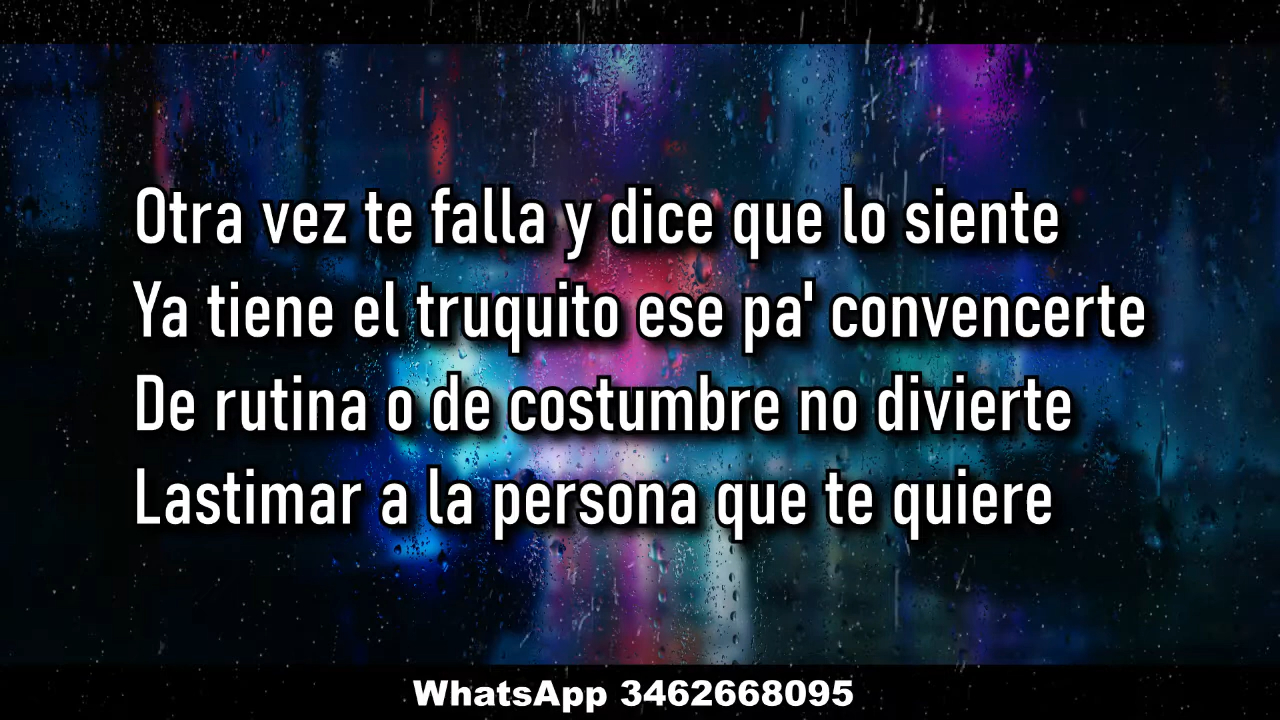 Otra vez te falla y dice que lo siente
Ya tiene el truquito ese pa' convencerte
De rutina o de costumbre no divierte
Lastimar a la persona que te quiere
WhatsApp 3462668095